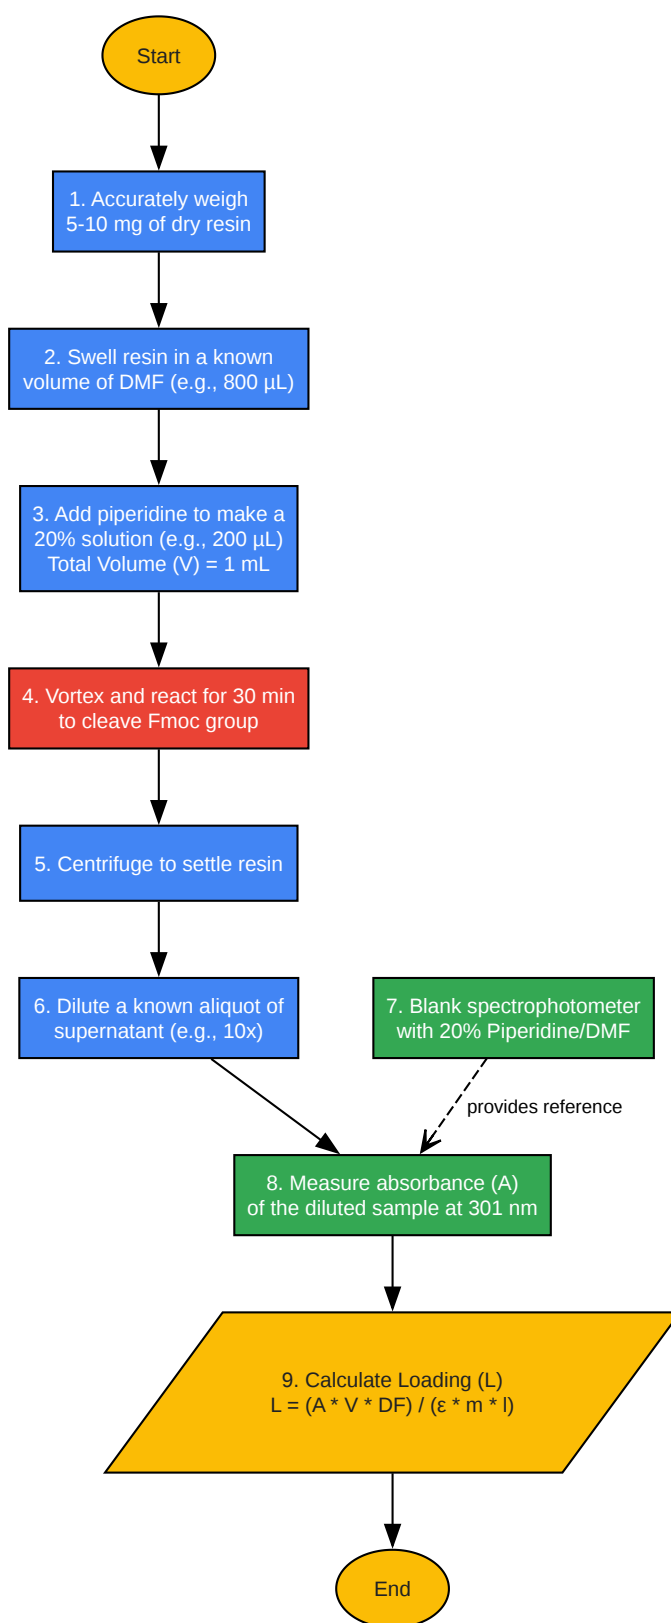 Start
1. Accurately weigh
5-10 mg of dry resin
2. Swell resin in a known
volume of DMF (e.g., 800 µL)
3. Add piperidine to make a
20% solution (e.g., 200 µL)
Total Volume (V) = 1 mL
4. Vortex and react for 30 min
to cleave Fmoc group
5. Centrifuge to settle resin
6. Dilute a known aliquot of
supernatant (e.g., 10x)
7. Blank spectrophotometer
with 20% Piperidine/DMF
provides reference
8. Measure absorbance (A)
of the diluted sample at 301 nm
9. Calculate Loading (L)
L = (A * V * DF) / (ε * m * l)
End